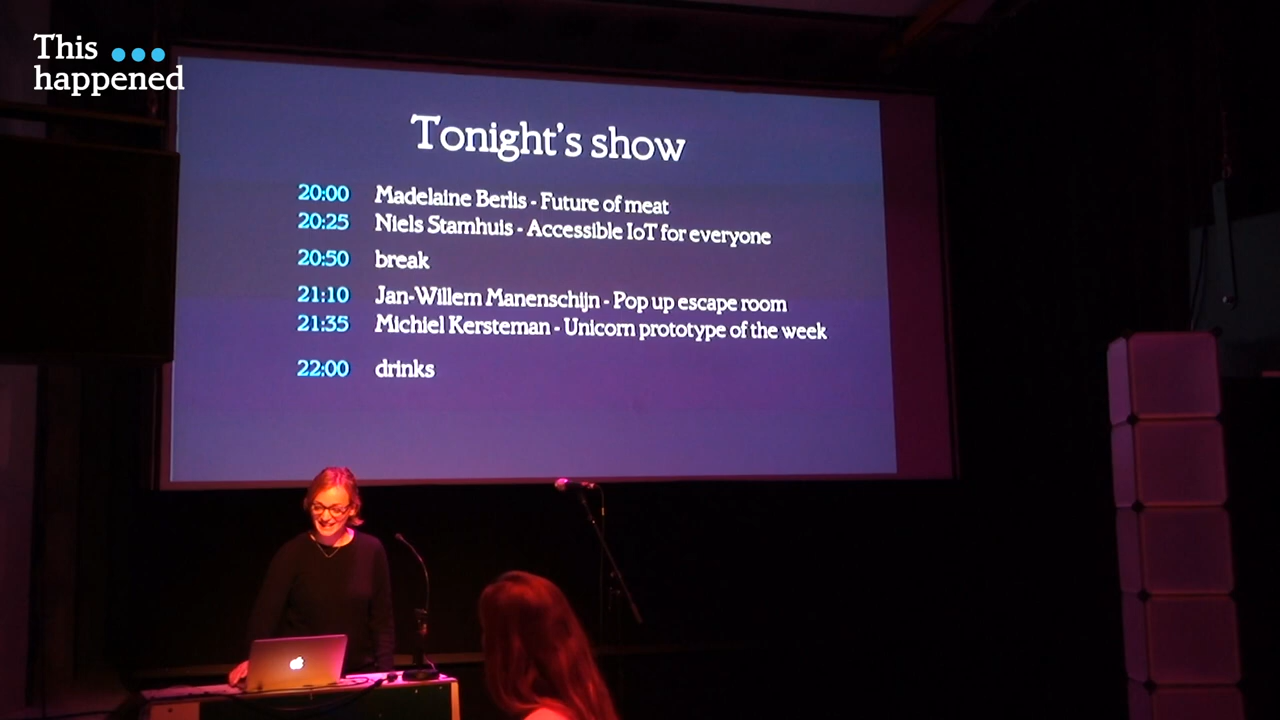 This
happened
Tonight's show
20:00 Madelaine Berlis - Future of meat
20:25 Niels Stamhuis - Accessible IoT for everyone
20:50 break
21:10 Jan-Willem Manenschijn - Pop up escape room
21:35 Michiel Kersteman - Unicorn prototype of the week
22:00 drinks